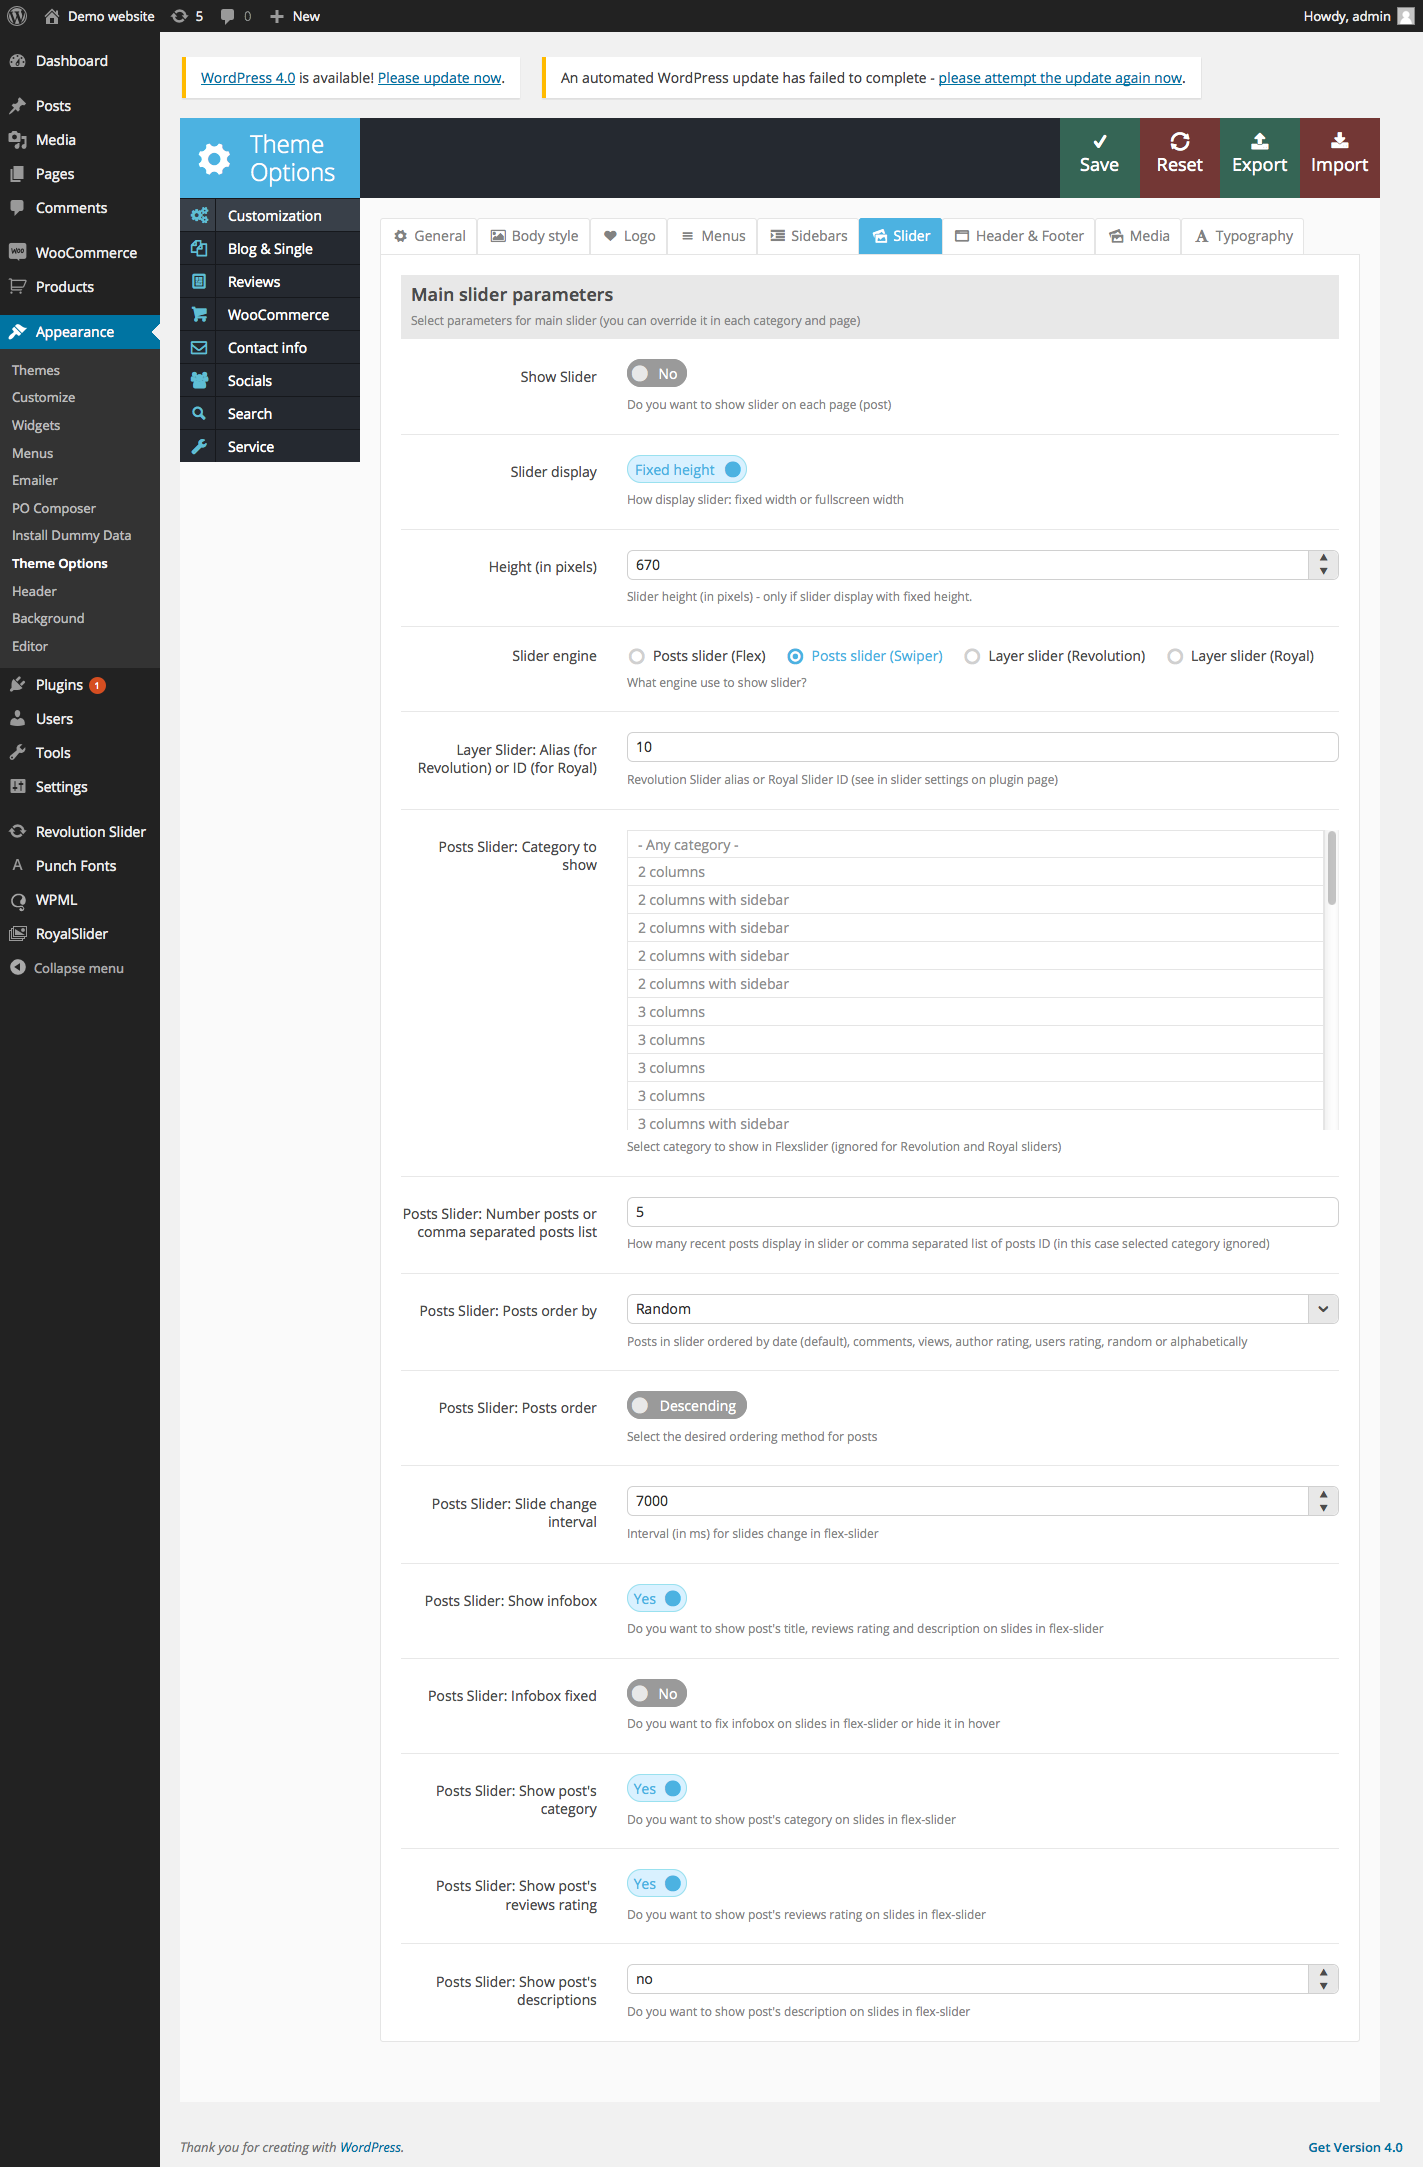 Demo website 5 0 New Howdy, admin
Dashboard
Posts
Media
Pages
Comments
WooCommerce
Products
Appearance
Themes
Customize
Widgets
Menus
Emailer
PO Composer
Install Dummy Data
Theme Options
Header
Background
Editor
Plugins 1
Users
Tools
Settings
Revolution Slider
Punch Fonts
WPML
RoyalSlider
Collapse menu
WordPress 4.0 is available! Please update now.
An automated WordPress update has failed to complete - please attempt the update again now.
Theme
Options
Save Reset Export Import
Customization
Blog & Single
Reviews
WooCommerce
Contact info
Socials
Search
Service
General Body style Logo Menus Sidebars Slider Header & Footer Media Typography
Main slider parameters
Select parameters for main slider (you can override it in each category and page)
Show Slider No
Do you want to show slider on each page (post)
Slider display Fixed height
How display slider: fixed width or fullscreen width
Height (in pixels) 670
Slider height (in pixels) - only if slider display with fixed height.
Slider engine Posts slider (Flex) Posts slider (Swiper) Layer slider (Revolution) Layer slider (Royal)
What engine use to show slider?
Layer Slider: Alias (for
Revolution) or ID (for Royal)
10
Revolution Slider alias or Royal Slider ID (see in slider settings on plugin page)
Posts Slider: Category to
show
- Any category -
2 columns
2 columns with sidebar
2 columns with sidebar
2 columns with sidebar
2 columns with sidebar
3 columns
3 columns
3 columns
3 columns
3 columns with sidebar
Select category to show in Flexslider (ignored for Revolution and Royal sliders)
Posts Slider: Number posts or
comma separated posts list
5
How many recent posts display in slider or comma separated list of posts ID (in this case selected category ignored)
Posts Slider: Posts order by Random
Posts in slider ordered by date (default), comments, views, author rating, users rating, random or alphabetically
Posts Slider: Posts order Descending
Select the desired ordering method for posts
Posts Slider: Slide change
interval
7000
Interval (in ms) for slides change in flex-slider
Posts Slider: Show infobox Yes
Do you want to show post's title, reviews rating and description on slides in flex-slider
Posts Slider: Infobox fixed No
Do you want to fix infobox on slides in flex-slider or hide it in hover
Posts Slider: Show post's
category
Yes
Do you want to show post's category on slides in flex-slider
Posts Slider: Show post's
reviews rating
Yes
Do you want to show post's reviews rating on slides in flex-slider
Posts Slider: Show post's
descriptions
no
Do you want to show post's description on slides in flex-slider
Thank you for creating with WordPress. Get Version 4.0